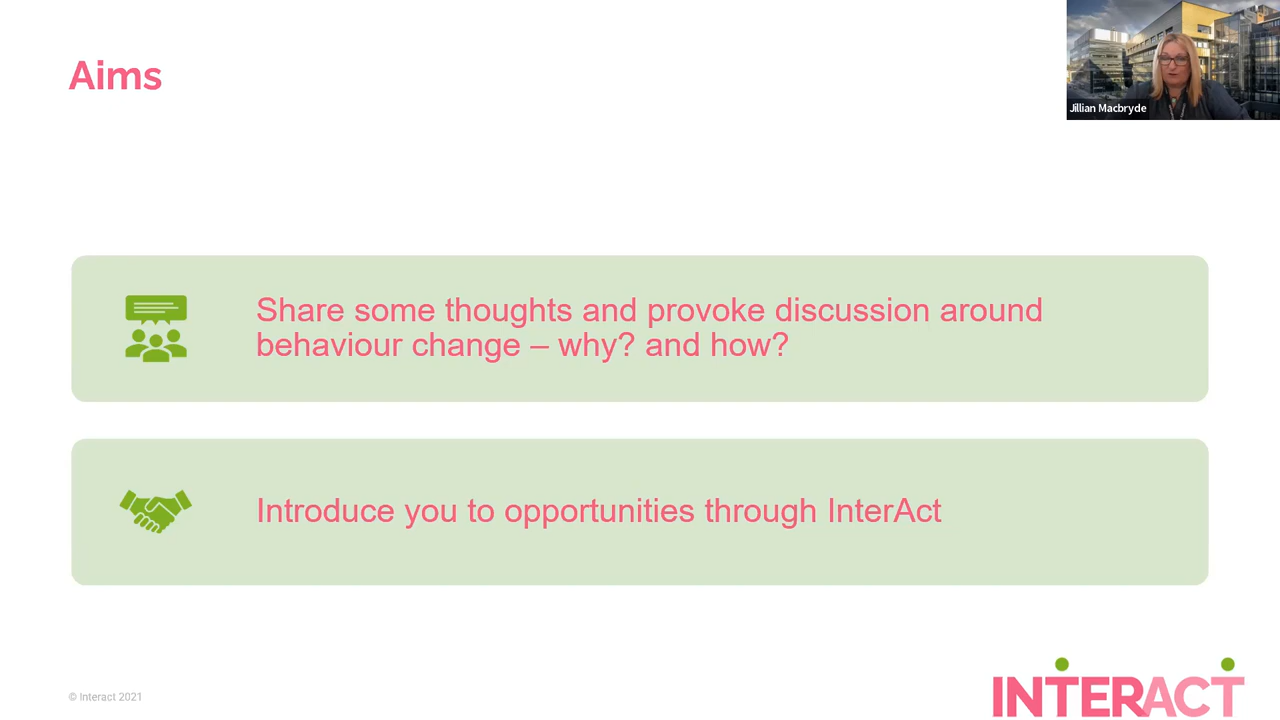 Aims
Jillian Macbryde
Share some thoughts and provoke discussion around
behaviour change – why? and how?
Introduce you to opportunities through InterAct
© Interact 2021
INTERACT